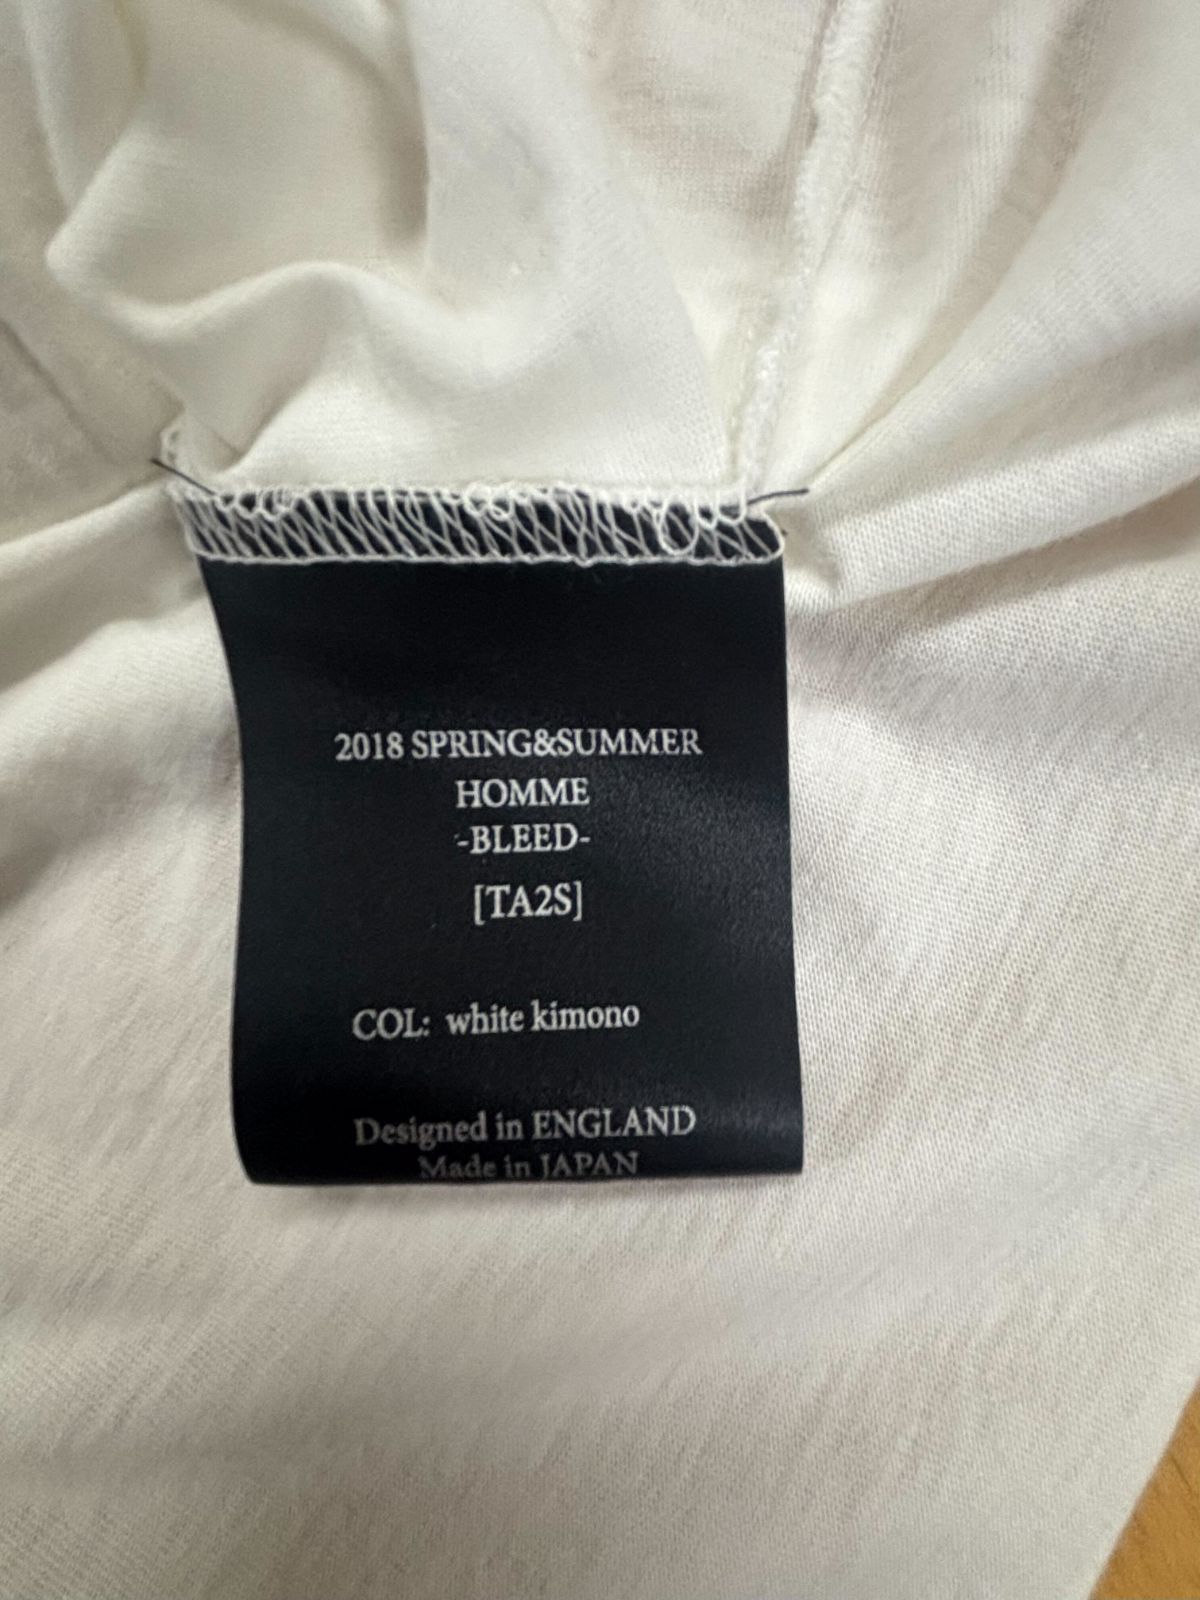 2018 SPRING&SUMMER
HOMME
-BLEED-
[TA2S]
COL: white kimono
Designed in ENGLAND
Made in JAPAN